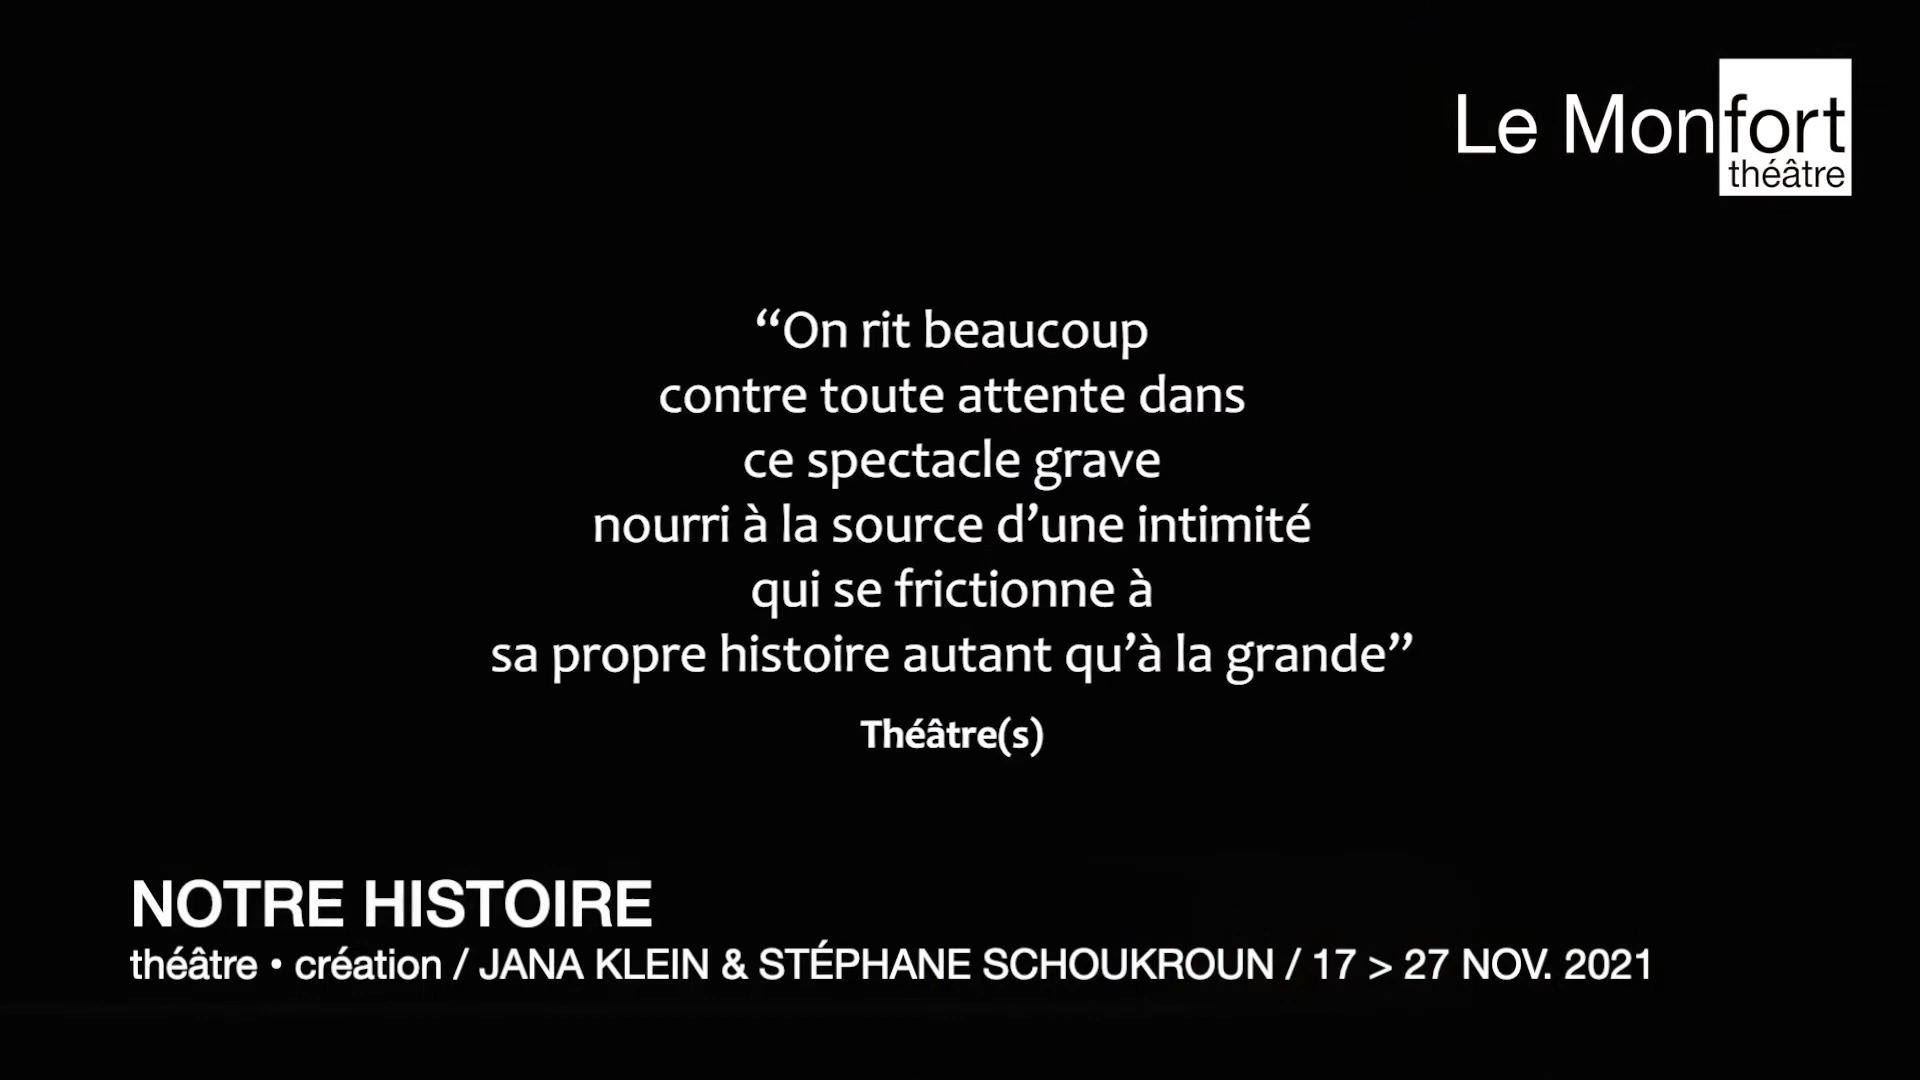 Le Monfort
théâtre
“On rit beaucoup
contre toute attente dans
ce spectacle grave
nourri à la source d’une intimité
qui se frictionne à
sa propre histoire autant qu’à la grande”
Théâtre(s)
NOTRE HISTOIRE
théâtre • création / JANA KLEIN & STÉPHANE SCHOUKROUN / 17 > 27 NOV. 2021